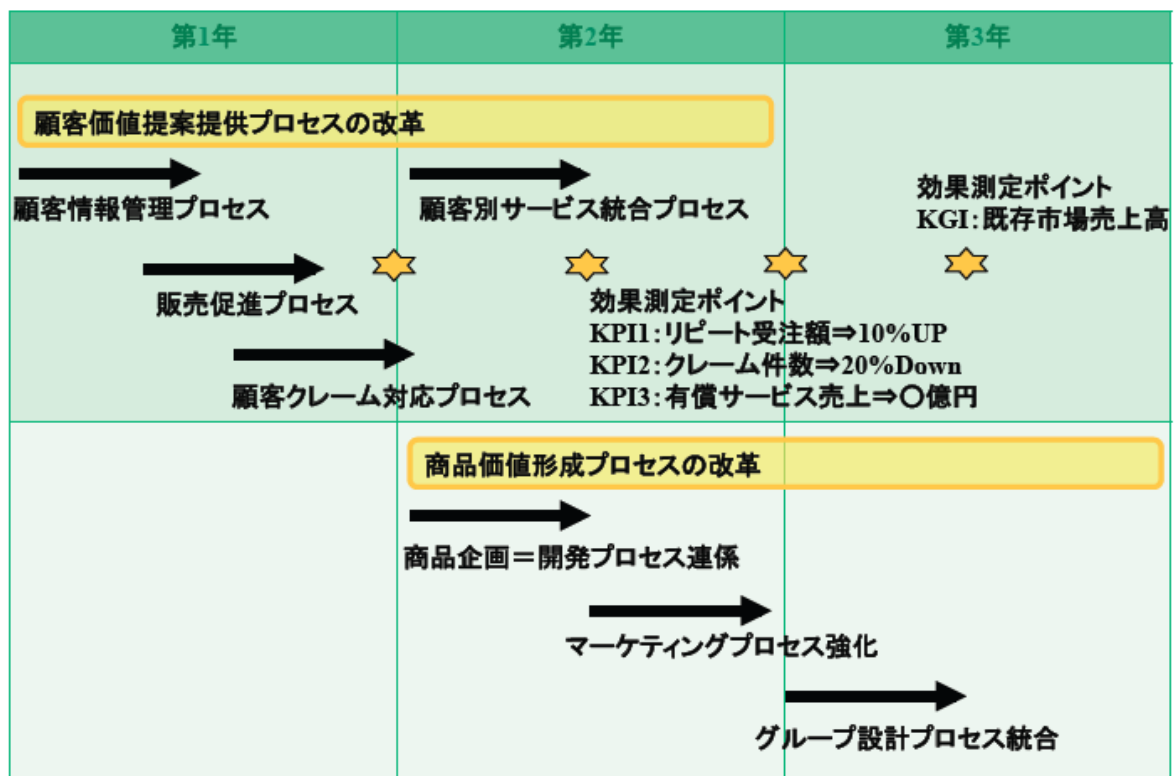 第1年
第2年
第3年
顧客価値提案提供プロセスの改革
顧客情報管理プロセス
顧客別サービス統合プロセス
効果測定ポイント
KGI:既存市場売上高
販売促進プロセス
効果測定ポイント
KPI1:リピート受注額⇒10%UP
KPI2:クレーム件数⇒20%Down
KPI3:有償サービス売上⇒〇億円
顧客クレーム対応プロセス
商品価値形成プロセスの改革
商品企画=開発プロセス連係
マーケティングプロセス強化
グループ設計プロセス統合